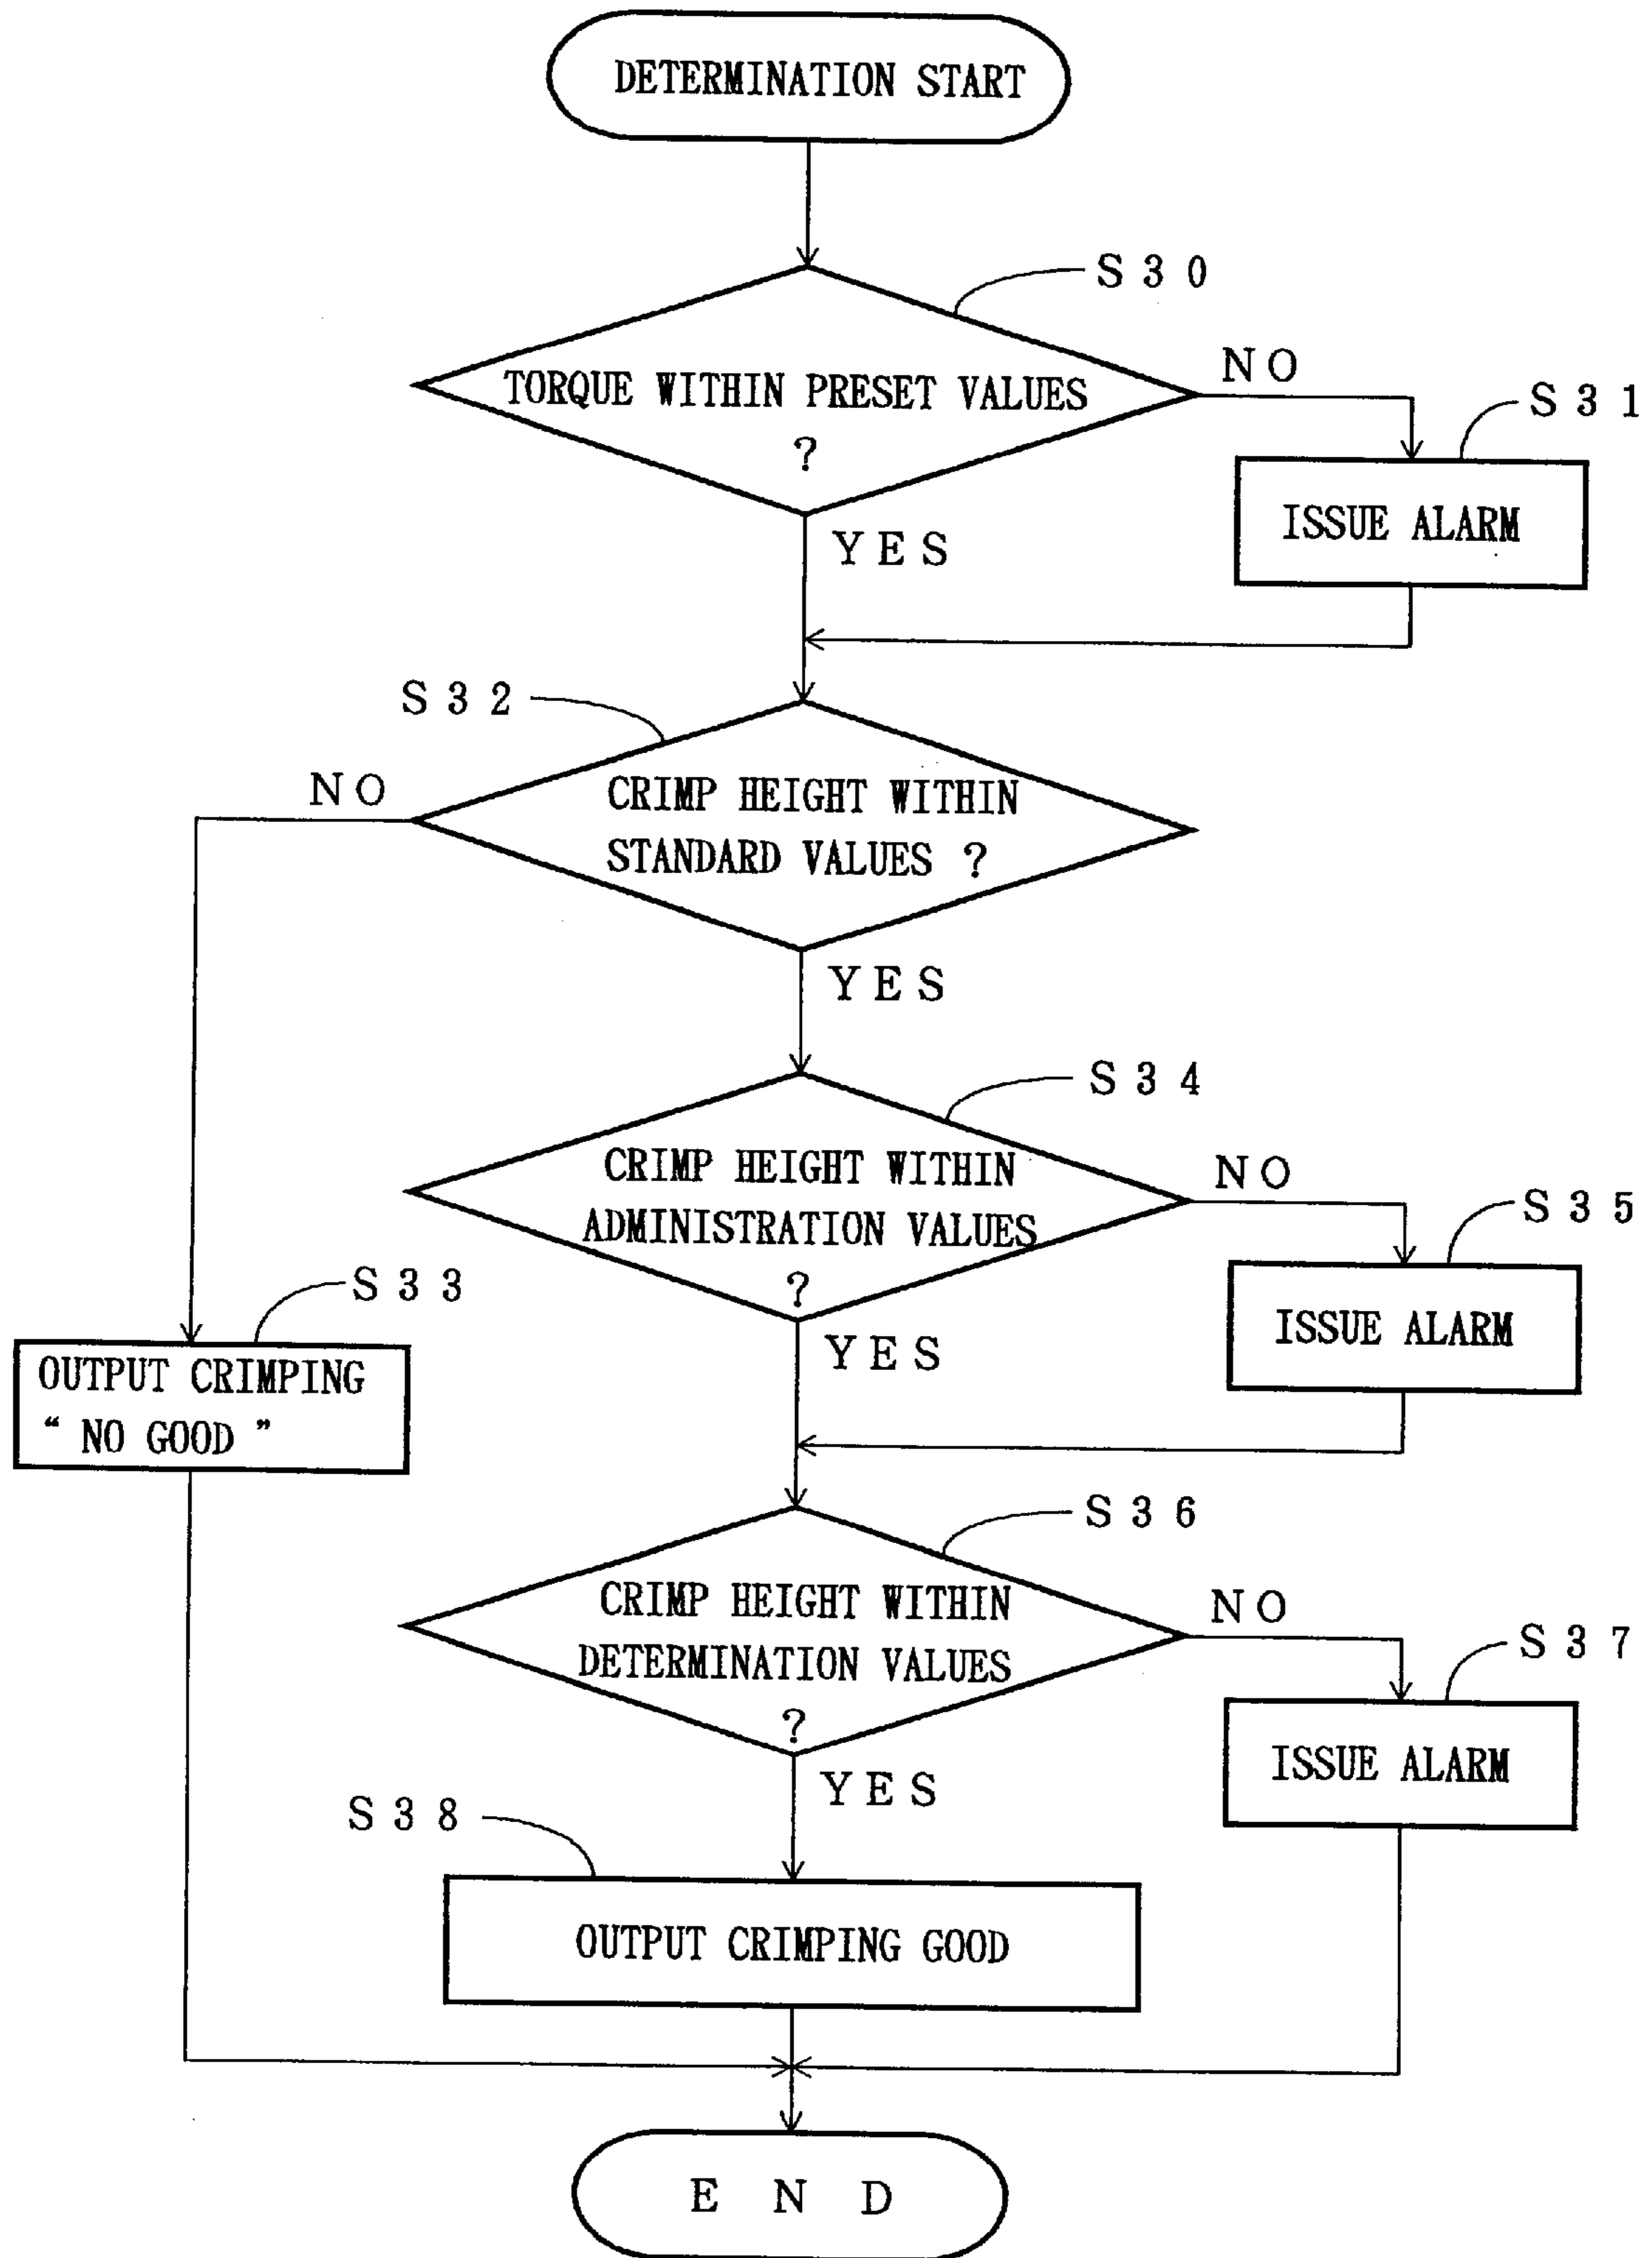 DETERMINATION START
S30
TORQUE WITHIN PRESET VALUES
?
NO
S31
ISSUE ALARM
YES
S32
NO
CRIMP HEIGHT WITHIN
STANDARD VALUES ?
YES
S34
CRIMP HEIGHT WITHIN
ADMINISTRATION VALUES
?
NO
S35
ISSUE ALARM
YES
S33
OUTPUT CRIMPING
“ NO GOOD ”
S36
CRIMP HEIGHT WITHIN
DETERMINATION VALUES
?
NO
S37
ISSUE ALARM
YES
S38
OUTPUT CRIMPING GOOD
END